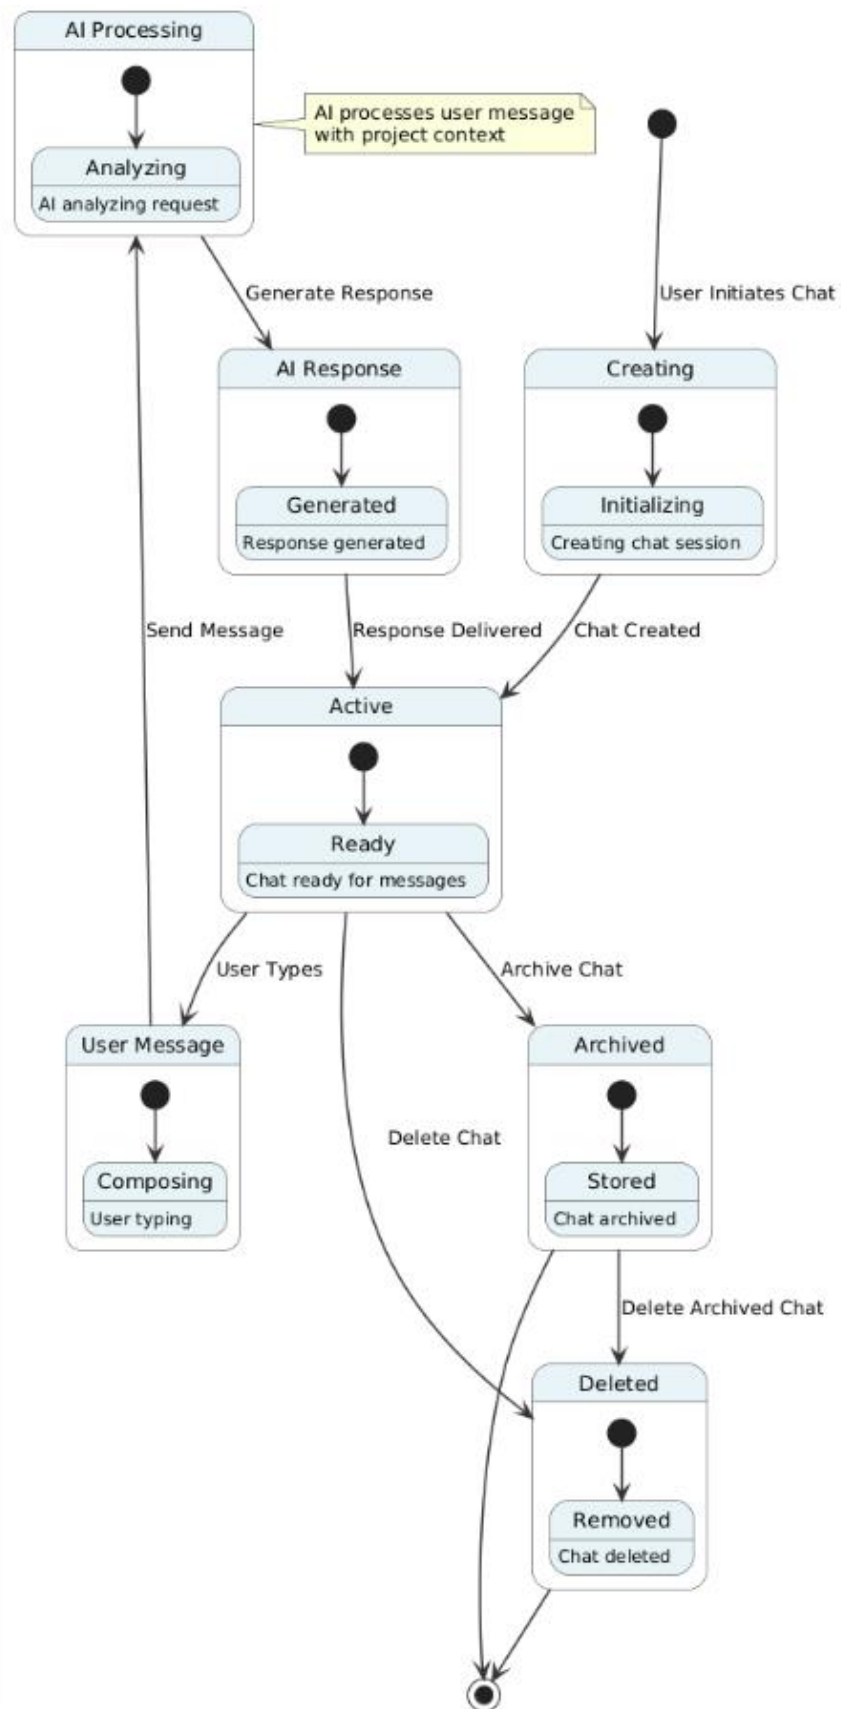 AI Processing
Analyzing
AI analyzing request
AI processes user message
with project context
Generate Response
User Initiates Chat
AI Response
Generated
Response generated
Creating
Initializing
Creating chat session
Send Message
Response Delivered
Chat Created
Active
Ready
Chat ready for messages
User Types
Archive Chat
User Message
Composing
User typing
Delete Chat
Archived
Stored
Chat archived
Delete Archived Chat
Deleted
Removed
Chat deleted